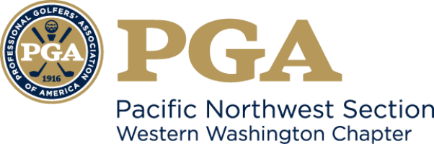 PROFESSIONAL GOLFERS' ASSOCIATION
PGA
1916
OF AMERICA
PGA
Pacific Northwest Section
Western Washington Chapter